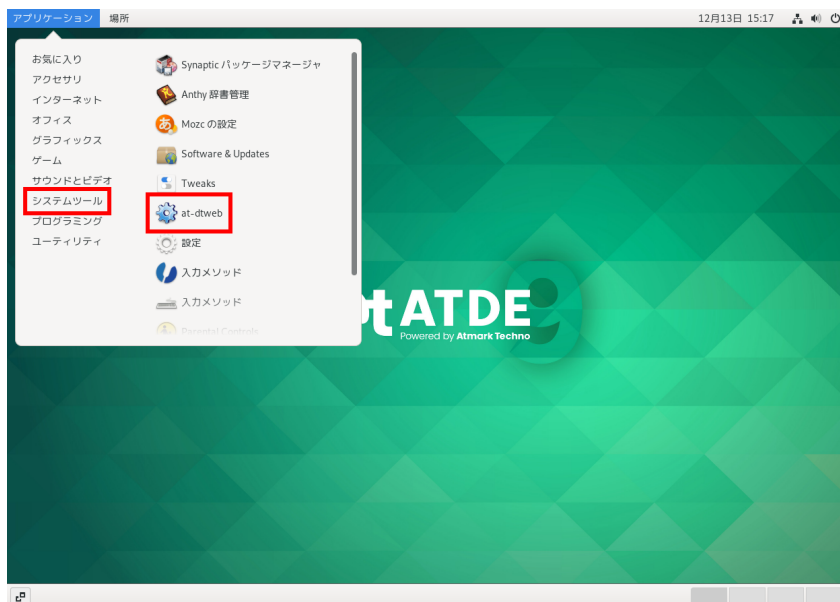 アプリケーション 場所 12月13日 15:17
お気に入り
アクセサリ
インターネット
オフィス
グラフィックス
ゲーム
サウンドとビデオ
システムツール
プログラミング
ユーティリティ
Synaptic パッケージマネージャ
Anthy 辞書管理
あ
Mozc の設定
Software & Updates
Tweaks
at-dtweb
設定
入力メソッド
入力メソッド
Parental Controls
ATDE
9
Powered by Atmark Techno